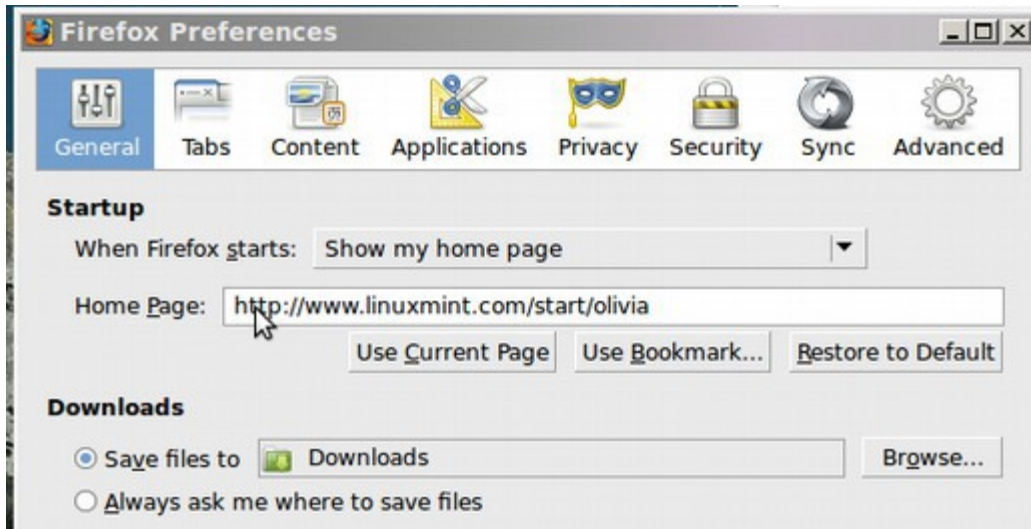 Firefox Preferences
General Tabs Content Applications Privacy Security Sync Advanced
Startup
When Firefox starts: Show my home page
Home Page: http://www.linuxmint.com/start/olivia
Use Current Page Use Bookmark... Restore to Default
Downloads
Save files to Downloads Browse...
Always ask me where to save files